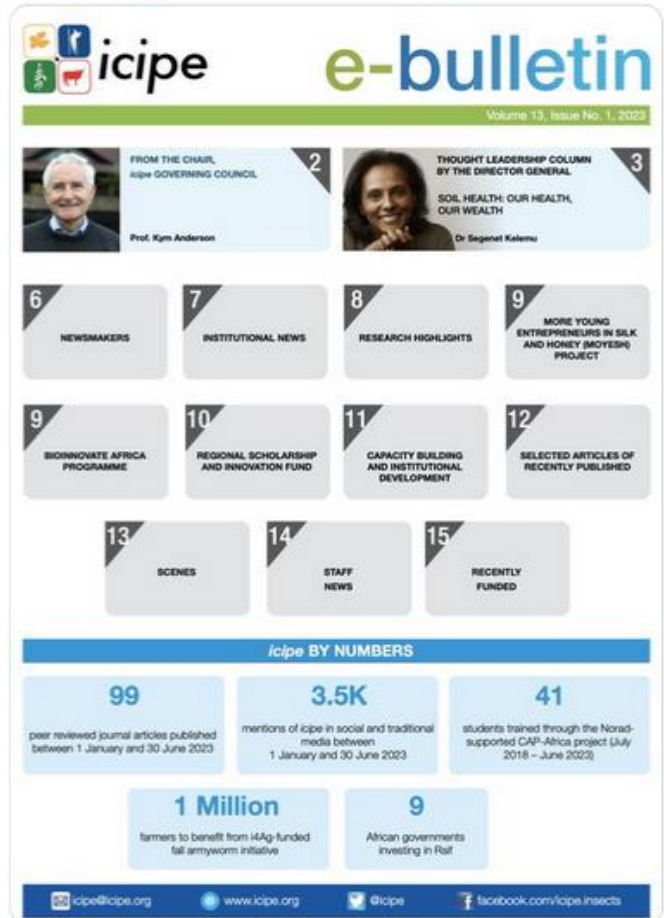 icipe
e-bulletin
Volume 13, Issue No. 1, 2023
FROM THE CHAIR,
icipe GOVERNING COUNCIL
Prof. Kym Anderson
2
THOUGHT LEADERSHIP COLUMN
BY THE DIRECTOR GENERAL
SOIL HEALTH: OUR HEALTH,
OUR WEALTH
Dr Segenet Kelemu
3
6
NEWSMAKERS
7
INSTITUTIONAL NEWS
8
RESEARCH HIGHLIGHTS
9
MORE YOUNG
ENTREPRENEURS IN SILK
AND HONEY (MOYESH)
PROJECT
9
BIOINNOVATE AFRICA
PROGRAMME
10
REGIONAL SCHOLARSHIP
AND INNOVATION FUND
11
CAPACITY BUILDING
AND INSTITUTIONAL
DEVELOPMENT
12
SELECTED ARTICLES OF
RECENTLY PUBLISHED
13
SCENES
14
STAFF
NEWS
15
RECENTLY
FUNDED
icipe BY NUMBERS
99
peer reviewed journal articles published
between 1 January and 30 June 2023
3.5K
mentions of icipe in social and traditional
media between
1 January and 30 June 2023
41
students trained through the Norad-
supported CAP-Africa project (July
2018 – June 2023)
1 Million
farmers to benefit from i4Ag-funded
fall armyworm initiative
9
African governments
investing in Rsif
icipe@icipe.org
www.icipe.org
@icipe
facebook.com/icipe.insects